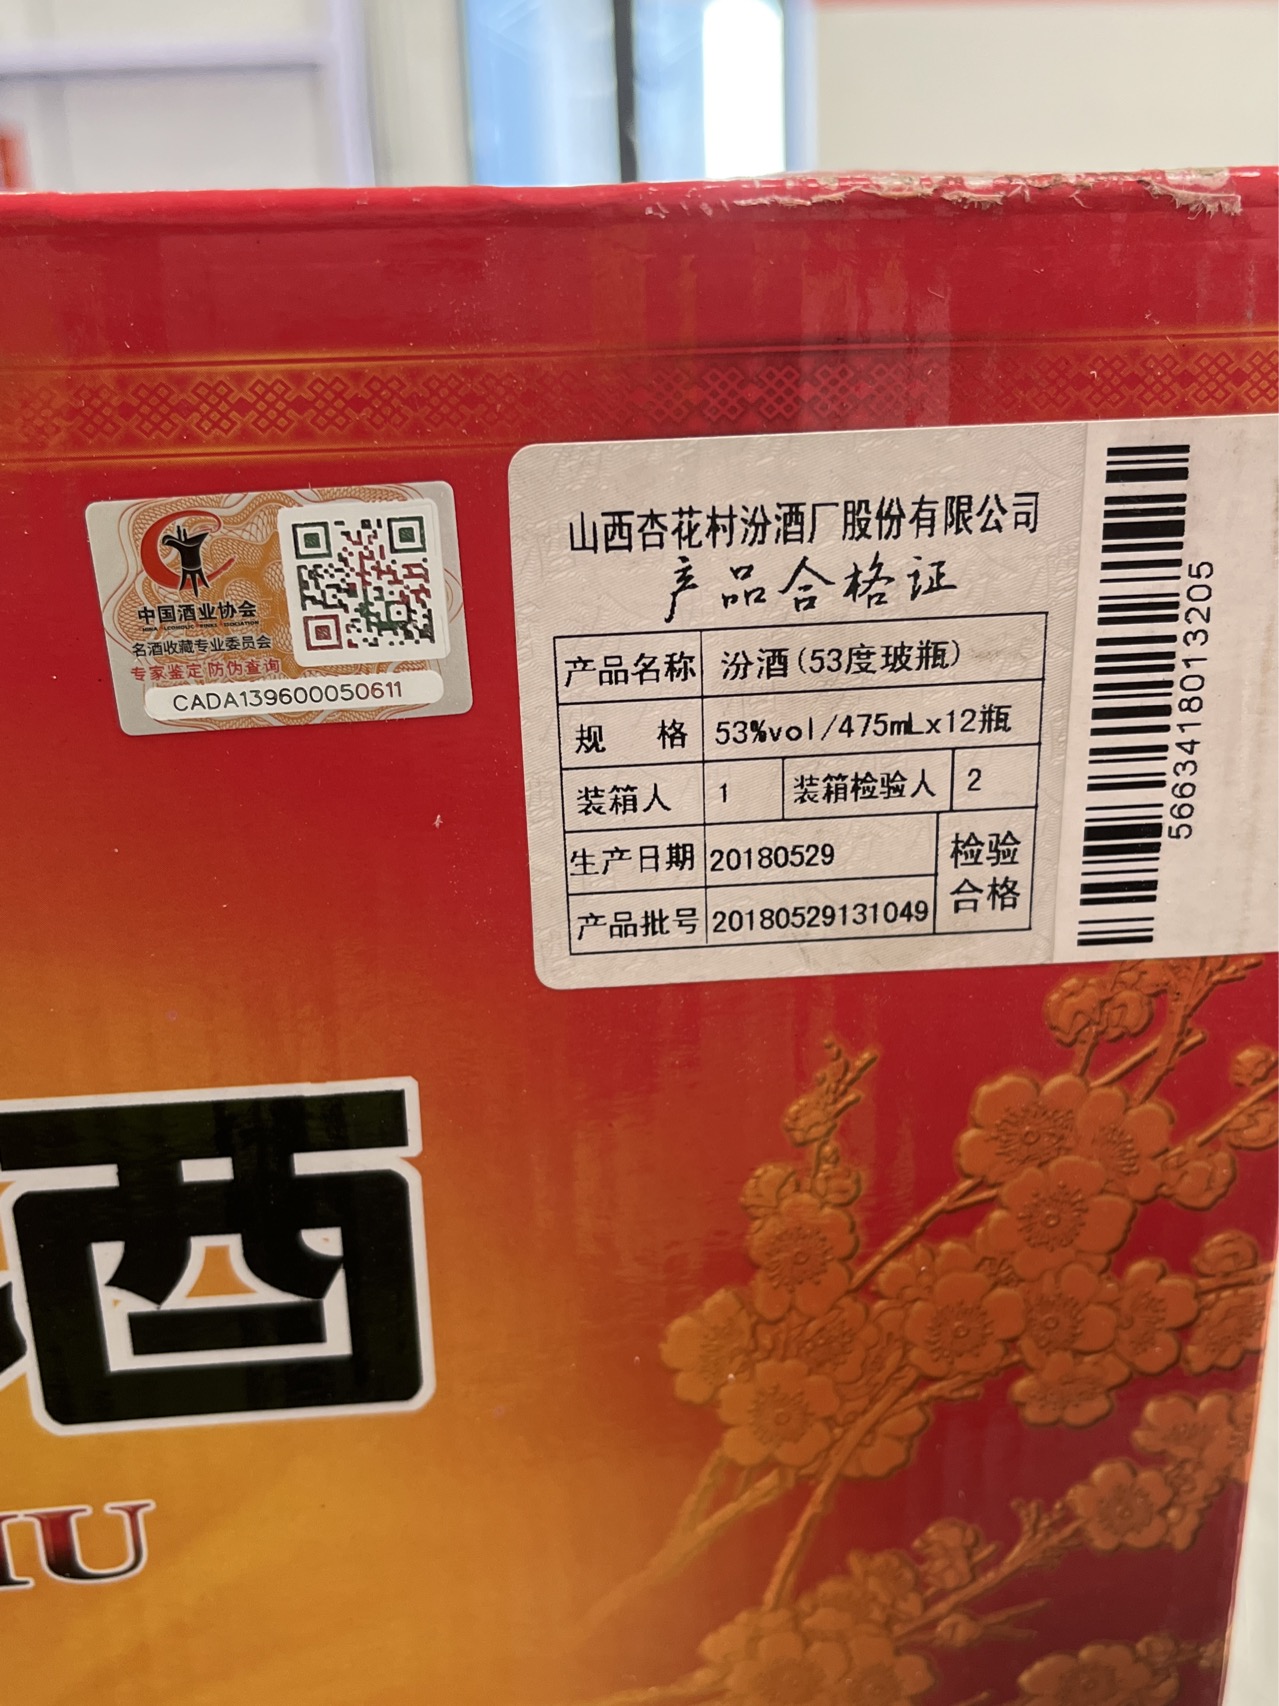 中国酒业协会
名酒收藏专业委员会
专家鉴定 防伪查询
CADA139600050611
山西杏花村汾酒厂股份有限公司
产品合格证
产品名称 汾酒(53度玻瓶)
规 格 53%vol/475mLx12瓶
装箱人 1 装箱检验人 2
生产日期 20180529 检验
产品批号 20180529131049 合格
5663418013205
酒
IU